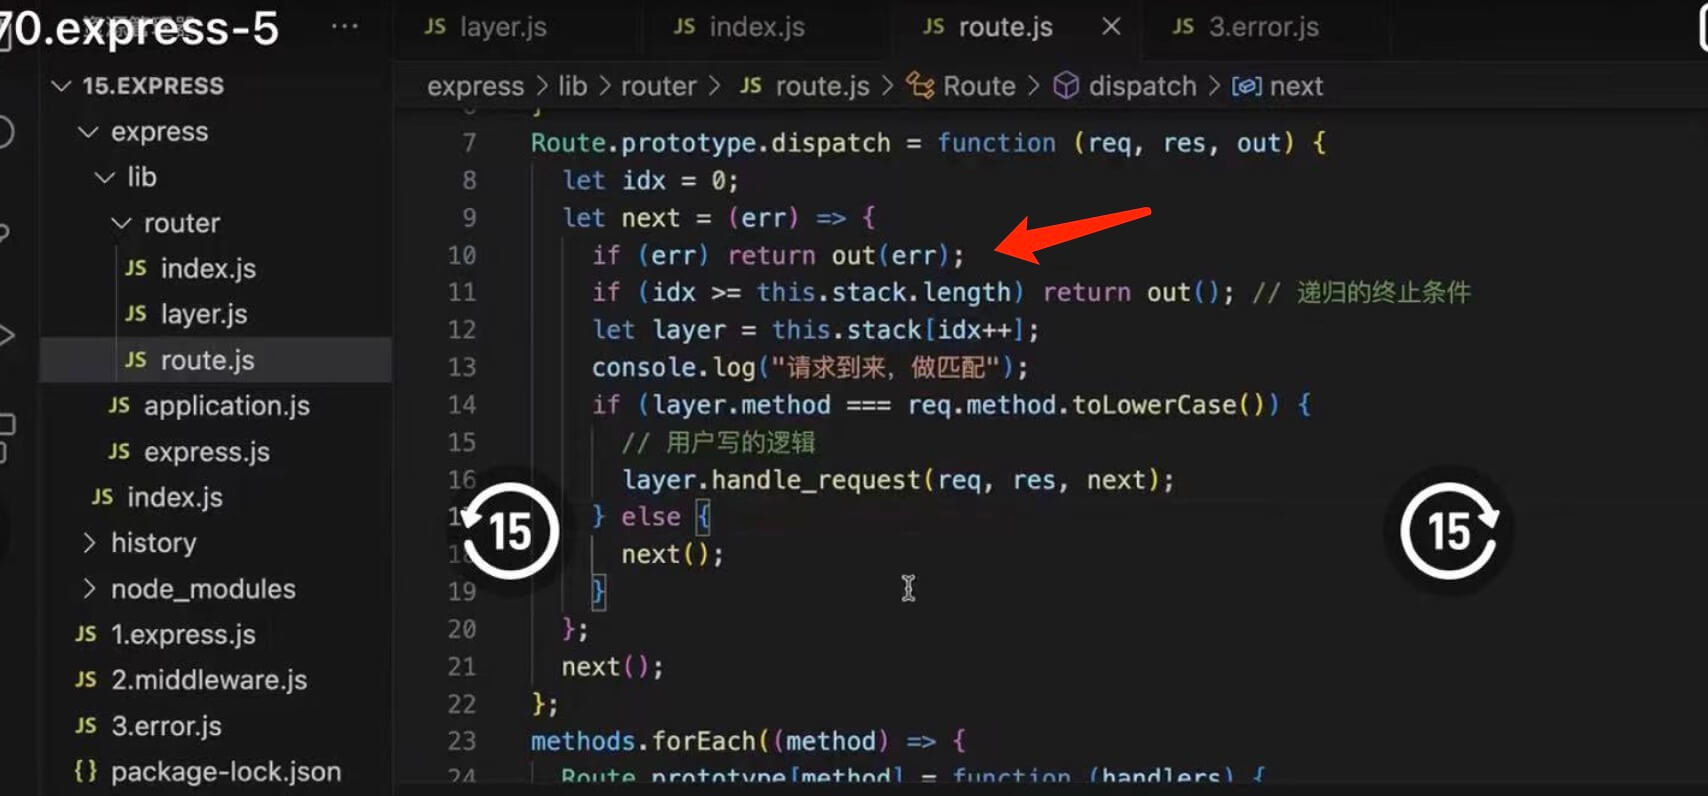 70.express-5
JS layer.js
JS index.js
JS route.js
JS 3.error.js
15.EXPRESS
express
lib
router
JS index.js
JS layer.js
JS route.js
JS application.js
JS express.js
JS index.js
history
node_modules
JS 1.express.js
JS 2.middleware.js
JS 3.error.js
{} package-lock.json
express > lib > router > JS route.js > Route > dispatch > next
7 Route.prototype.dispatch = function (req, res, out) {
8 let idx = 0;
9 let next = (err) => {
10 if (err) return out(err);
11 if (idx >= this.stack.length) return out(); // 递归的终止条件
12 let layer = this.stack[idx++];
13 console.log("请求到来，做匹配");
14 if (layer.method === req.method.toLowerCase()) {
15 // 用户写的逻辑
16 layer.handle_request(req, res, next);
} else {
next();
19 }
20 };
21 next();
22 };
23 methods.forEach((method) => {
24 Route.prototype[method] = function (handlers) {
15
15